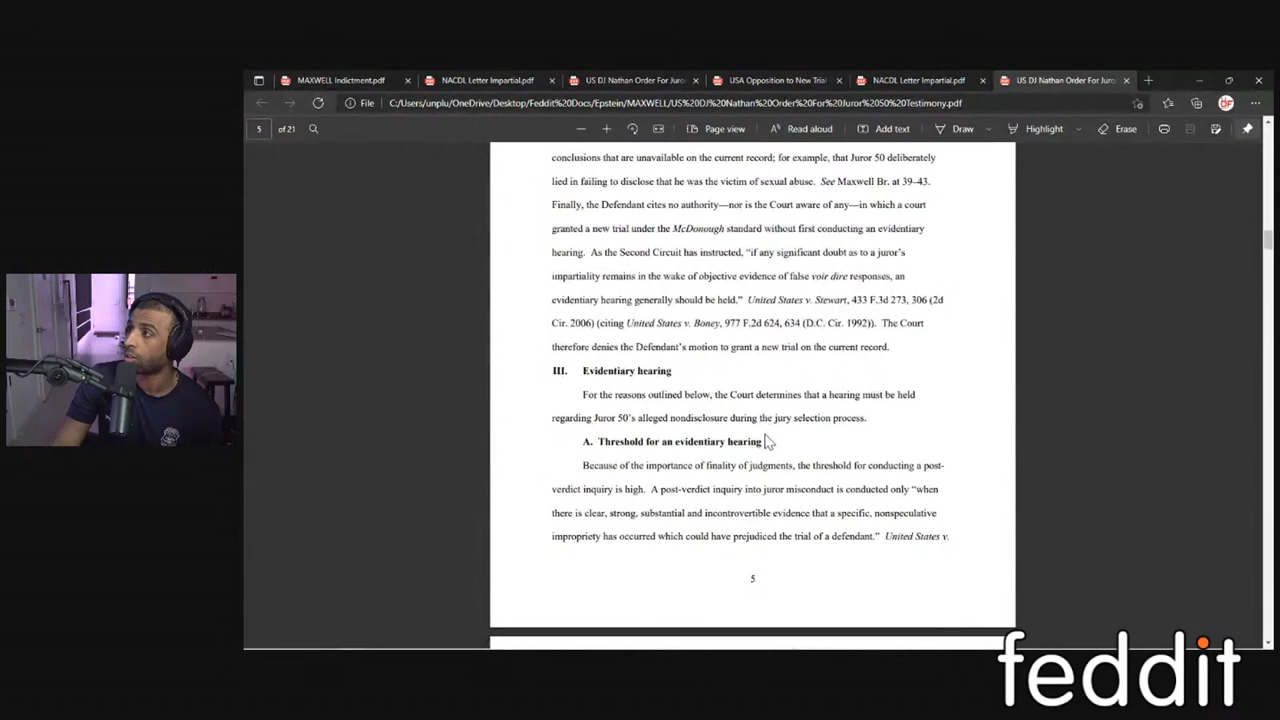 MAXWELL Indictment.pdf
NACDL Letter Impartial.pdf
US DJ Nathan Order For Juro
USA Opposition to New Trial
NACDL Letter Impartial.pdf
US DJ Nathan Order For Juro
File C:/Users/unplu/OneDrive/Desktop/Feddit%20Docs/Epstein/MAXWELL/US%20DJ%20Nathan%20Order%20For%20Juror%2050%20Testimony.pdf
5 of 21 Page view Read aloud Add text Draw Highlight Erase
conclusions that are unavailable on the current record; for example, that Juror 50 deliberately
lied in failing to disclose that he was the victim of sexual abuse. See Maxwell Br. at 39–43.
Finally, the Defendant cites no authority—nor is the Court aware of any—in which a court
granted a new trial under the McDonough standard without first conducting an evidentiary
hearing. As the Second Circuit has instructed, “if any significant doubt as to a juror’s
impartiality remains in the wake of objective evidence of false voir dire responses, an
evidentiary hearing generally should be held.” United States v. Stewart, 433 F.3d 273, 306 (2d
Cir. 2006) (citing United States v. Boney, 977 F.2d 624, 634 (D.C. Cir. 1992)). The Court
therefore denies the Defendant’s motion to grant a new trial on the current record.
III. Evidentiary hearing
For the reasons outlined below, the Court determines that a hearing must be held
regarding Juror 50’s alleged nondisclosure during the jury selection process.
A. Threshold for an evidentiary hearing
Because of the importance of finality of judgments, the threshold for conducting a post-
verdict inquiry is high. A post-verdict inquiry into juror misconduct is conducted only “when
there is clear, strong, substantial and incontrovertible evidence that a specific, nonspeculative
impropriety has occurred which could have prejudiced the trial of a defendant.” United States v.
5
feddit